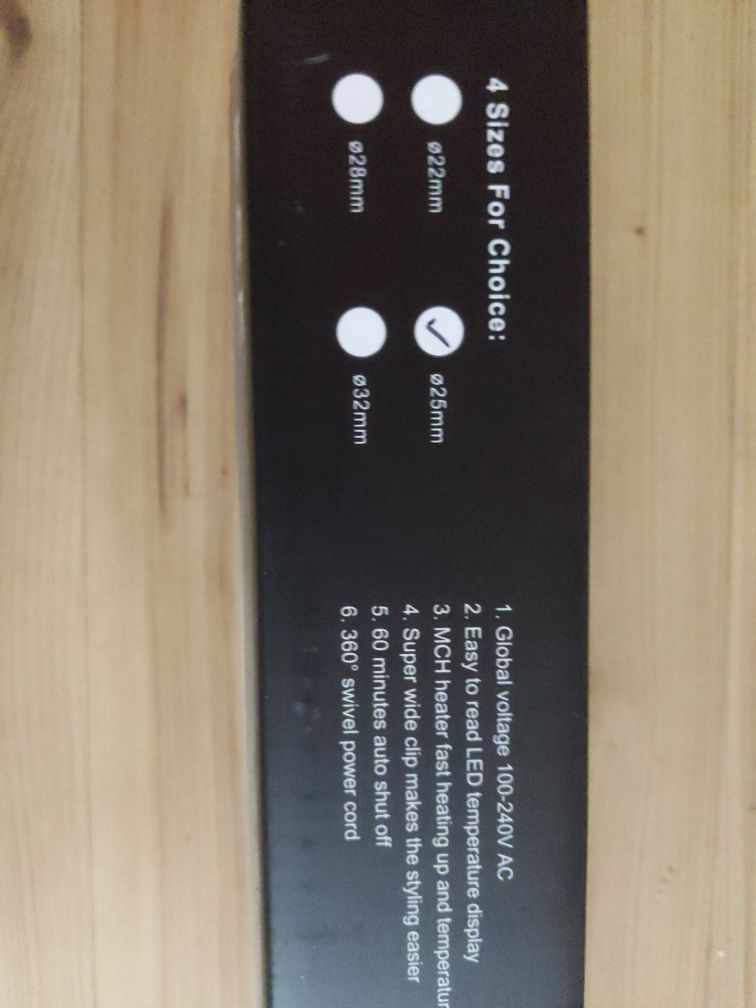 4 Sizes For Choice:
ø22mm ø25mm
ø28mm ø32mm
1. Global voltage 100-240V AC
2. Easy to read LED temperature display
3. MCH heater fast heating up and
4. Super wide clip makes the styling easier
5. 60 minutes auto shut off
6. 360° swivel power cord